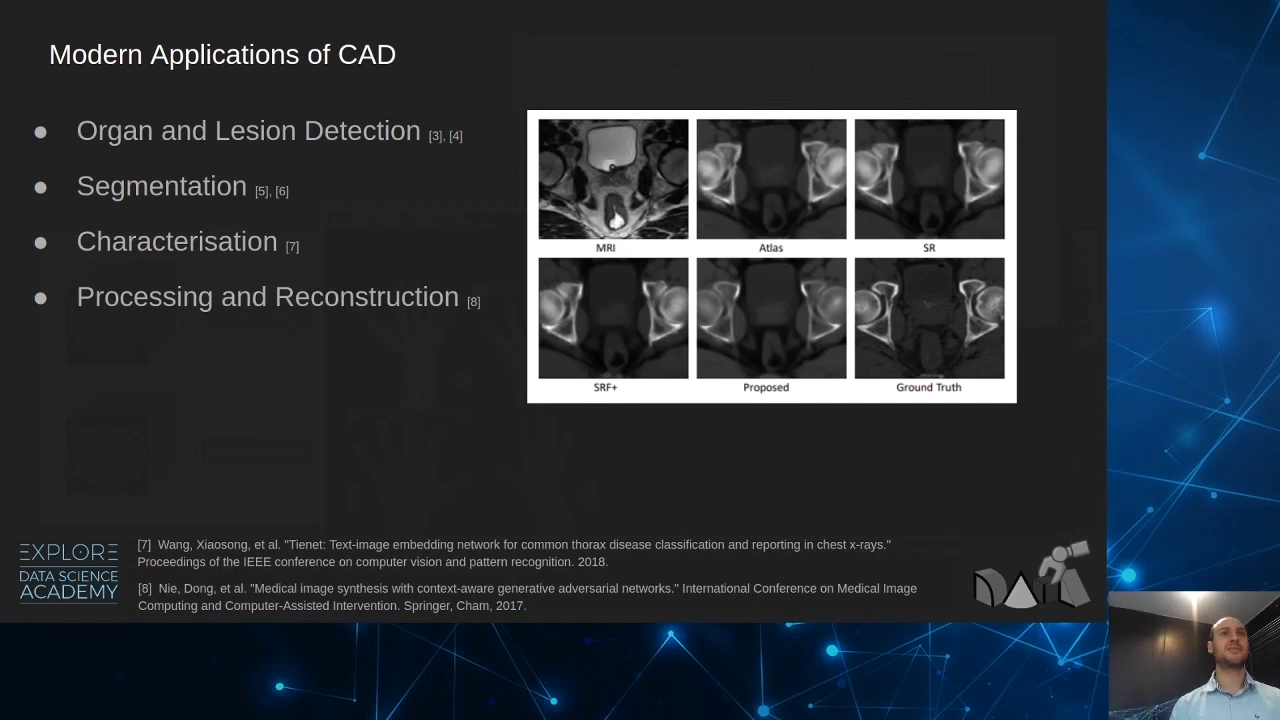 Modern Applications of CAD
● Organ and Lesion Detection [3], [4]
● Segmentation [5], [6]
● Characterisation [7]
● Processing and Reconstruction [8]
MRI
Atlas
SR
SRF+
Proposed
Ground Truth
EXPLORE
DATA SCIENCE
ACADEMY
[7] Wang, Xiaosong, et al. "Tienet: Text-image embedding network for common thorax disease classification and reporting in chest x-rays."
Proceedings of the IEEE conference on computer vision and pattern recognition. 2018.
[8] Nie, Dong, et al. "Medical image synthesis with context-aware generative adversarial networks." International Conference on Medical Image
Computing and Computer-Assisted Intervention. Springer, Cham, 2017.